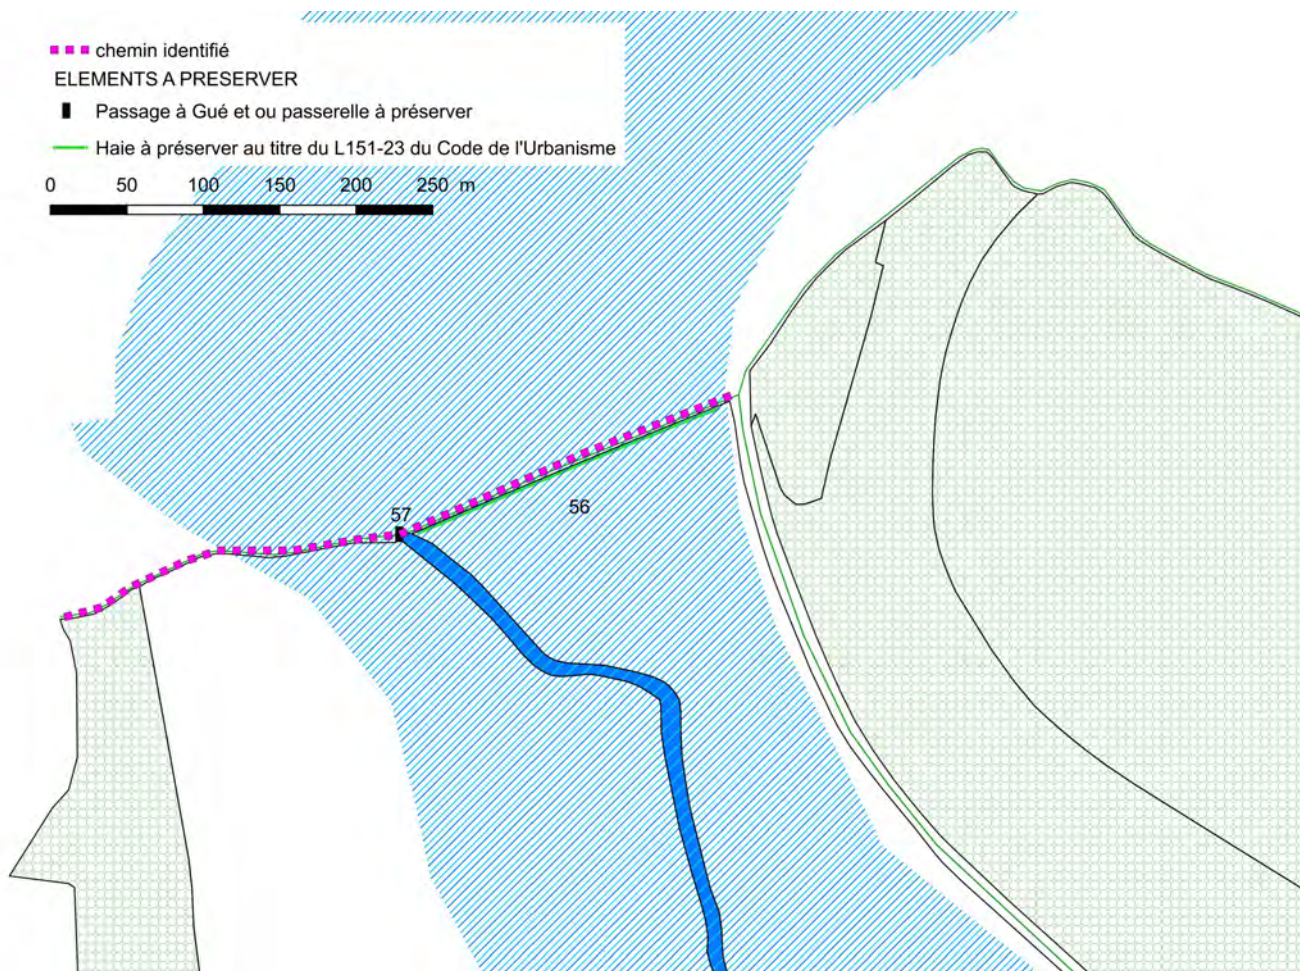 chemin identifié
ELEMENTS A PRESERVER
Passage à Gué et ou passerelle à préserver
Haie à préserver au titre du L151-23 du Code de l'Urbanisme
0 50 100 150 200 250 m
56
57